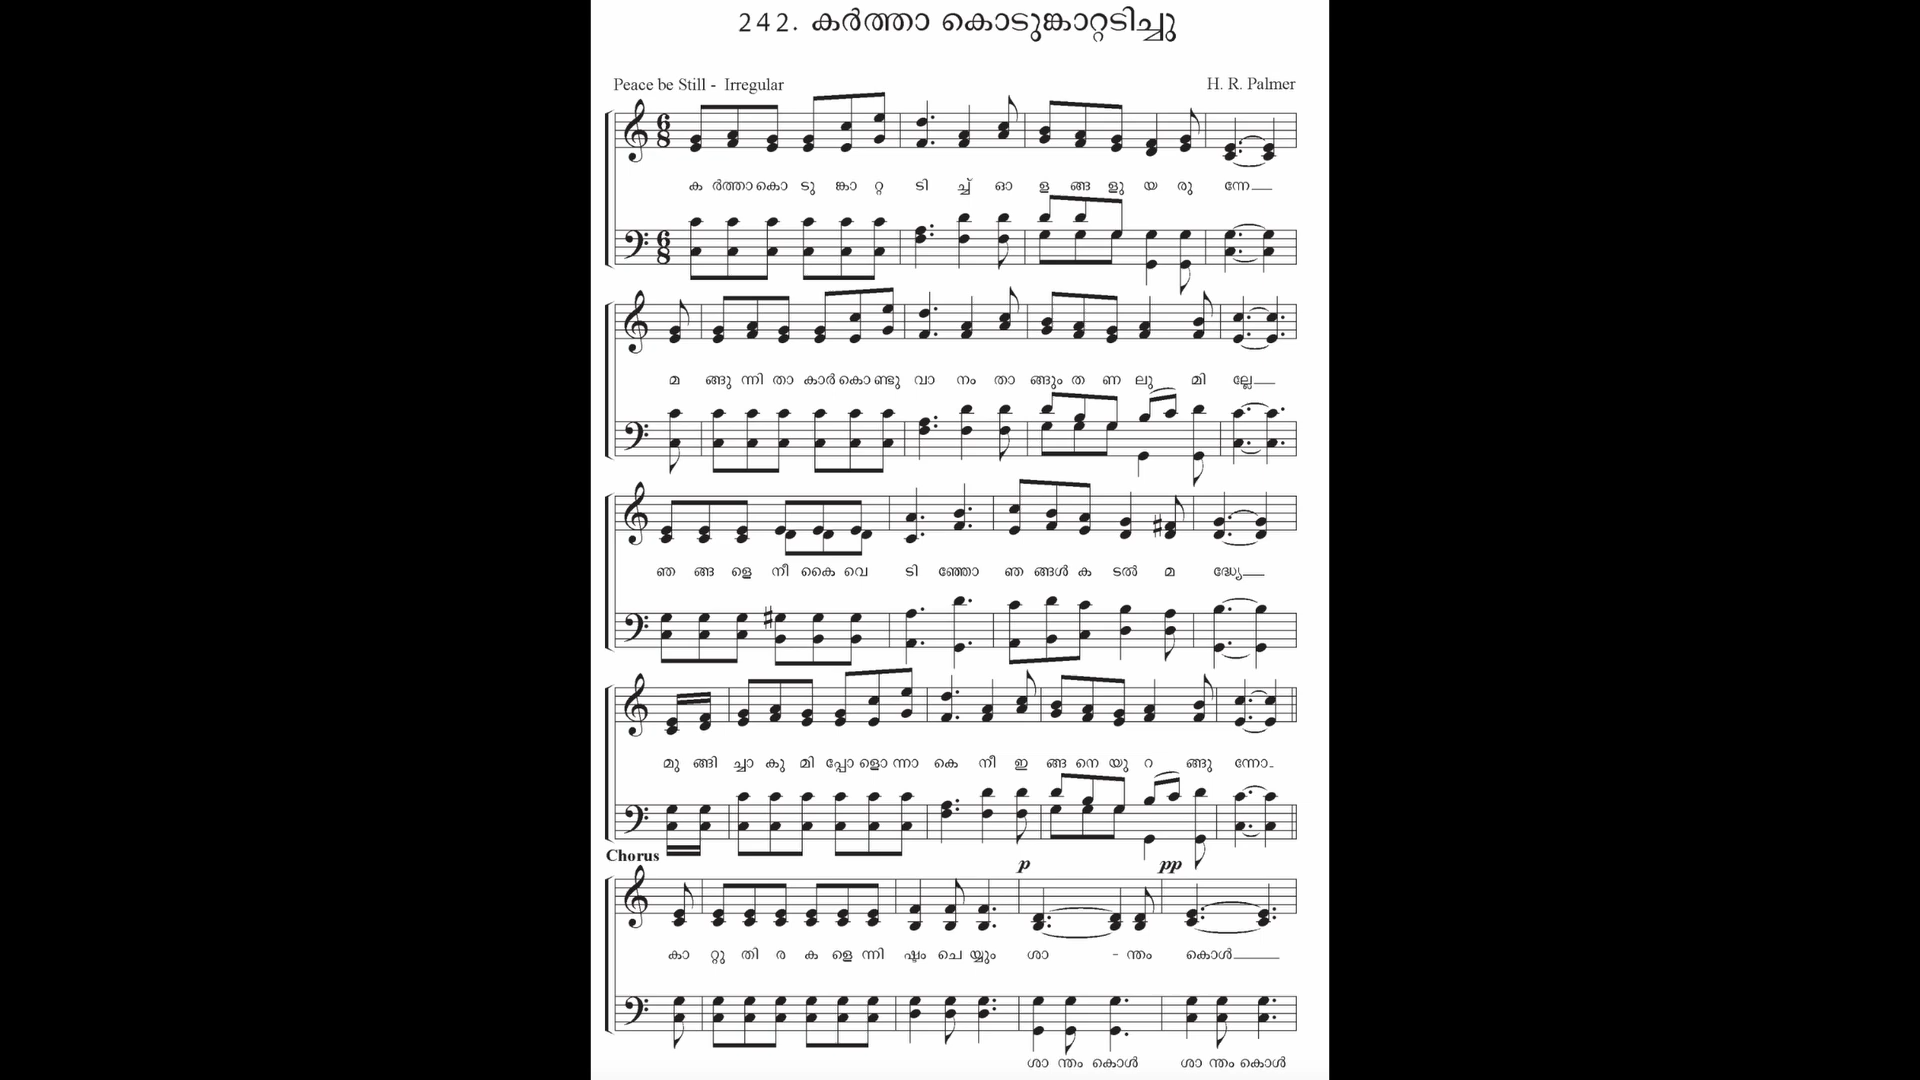 242. കർത്താ കൊടുങ്കാറ്റടിച്ചു
Peace be Still - Irregular
H. R. Palmer
ക ർത്താ കൊ ടു ങ്കാ റ്റ ടി ച്ച് ഓ ള ങ്ങ ളു യ രു ന്നേ
മ ങ്ങു ന്നി താ കാർ കൊ ണ്ടു വാ നം താ ങ്ങും ത ണ ലു മി ല്ലേ
ഞ ങ്ങ ളെ നീ കൈ വെ ടി ഞ്ഞോ ഞ ങ്ങൾ ക ടൽ മ ദ്ധ്യേ
മു ങ്ങി ച്ചാ കു മി പ്പോ ളൊ ന്നാ കെ നീ ഇ ങ്ങ നെ യു റ ങ്ങു ന്നോ
Chorus
p pp
കാ റ്റു തി ര ക ളെ ന്നി ഷ്ടം ചെ യ്യും ശാ - ന്തം കൊൾ
ശാ ന്തം കൊൾ ശാ ന്തം കൊൾ